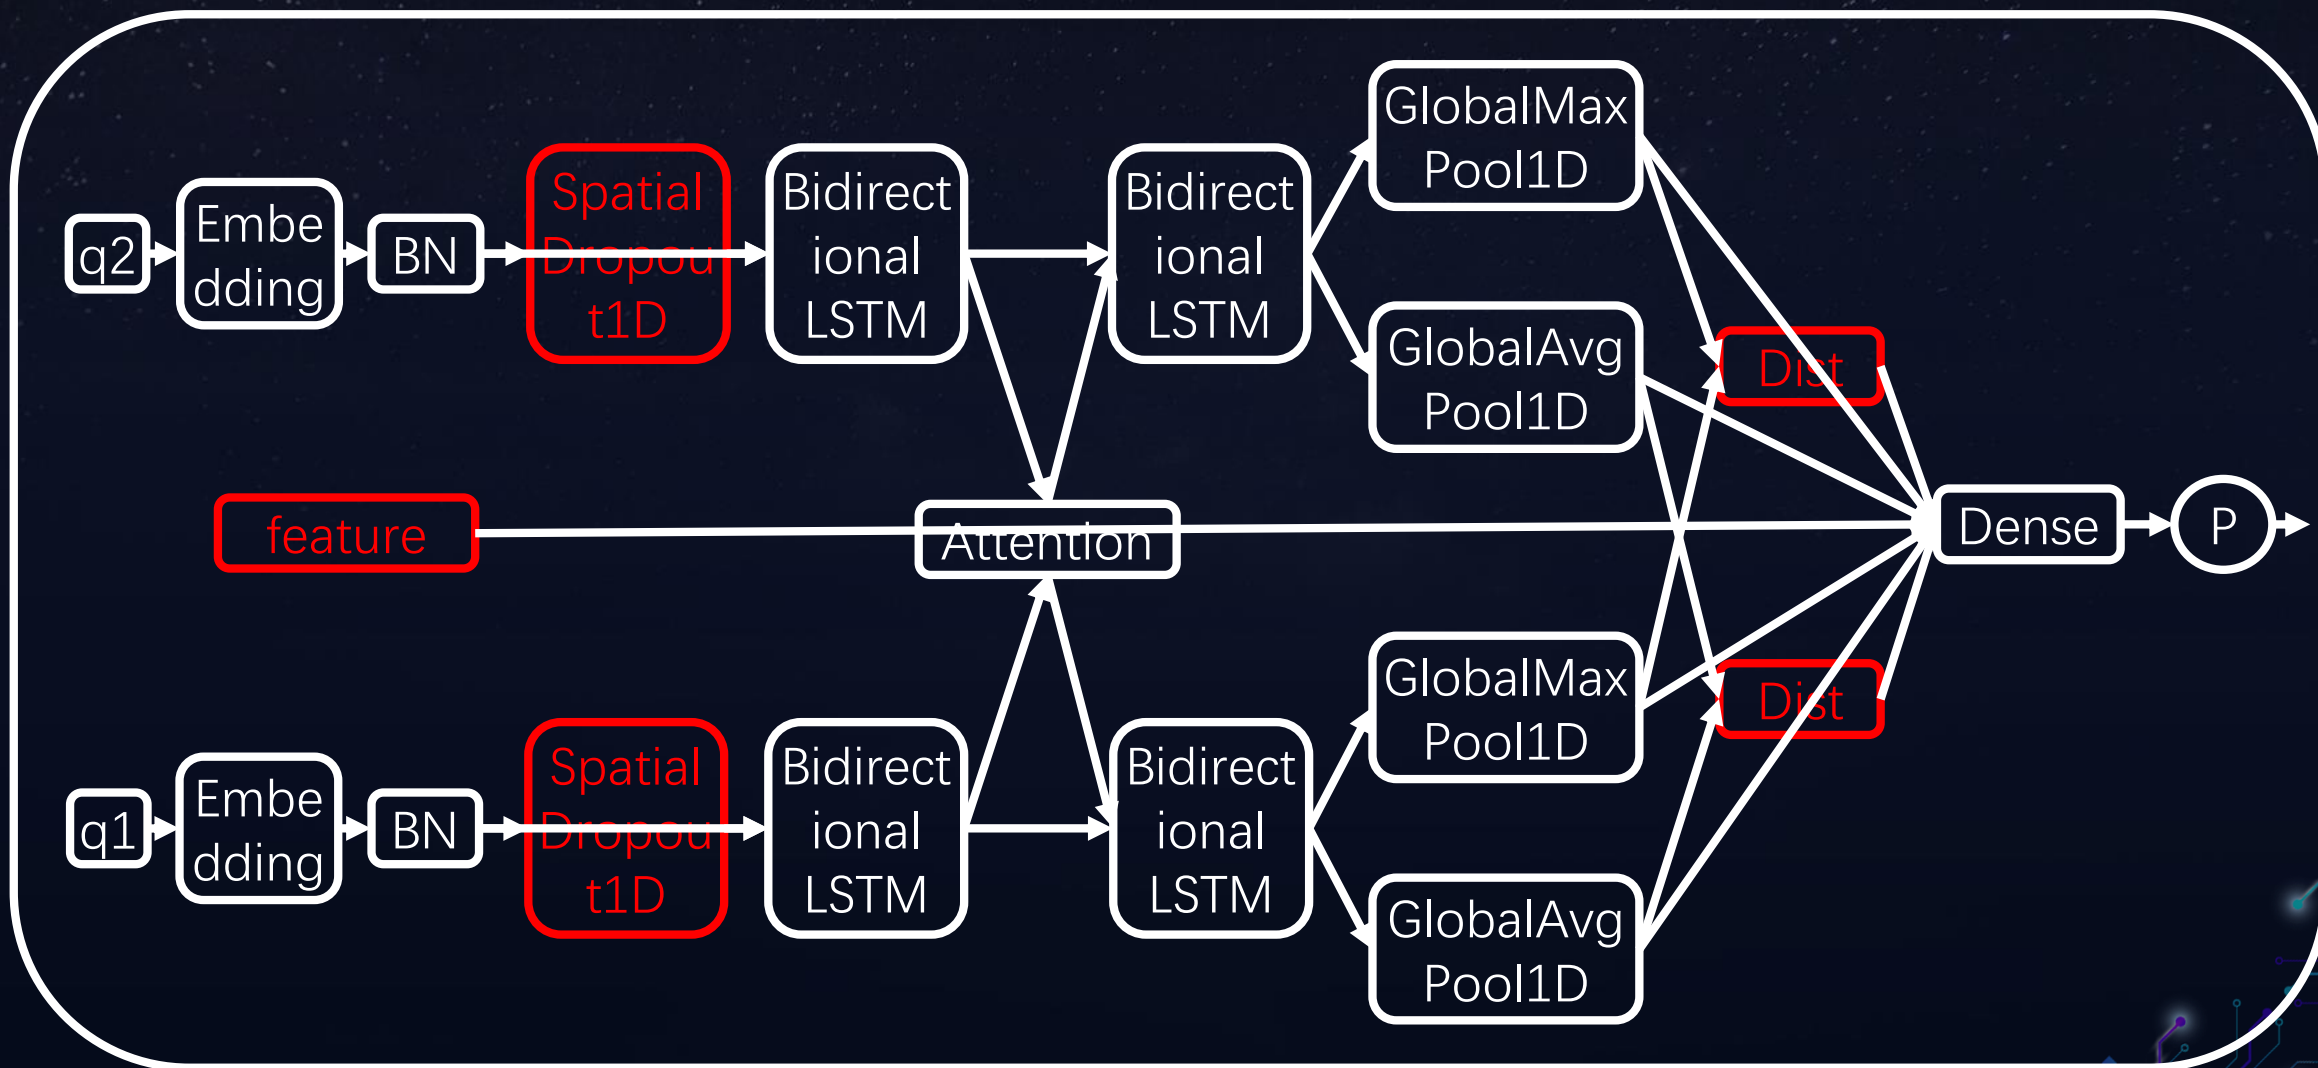 q2
Embe
dding
BN
Spatial
Dropou
t1D
Bidirect
ional
LSTM
Bidirect
ional
LSTM
GlobalMax
Pool1D
GlobalAvg
Pool1D
Dist
feature
Attention
Dense
P
q1
Embe
dding
BN
Spatial
Dropou
t1D
Bidirect
ional
LSTM
Bidirect
ional
LSTM
GlobalMax
Pool1D
GlobalAvg
Pool1D
Dist